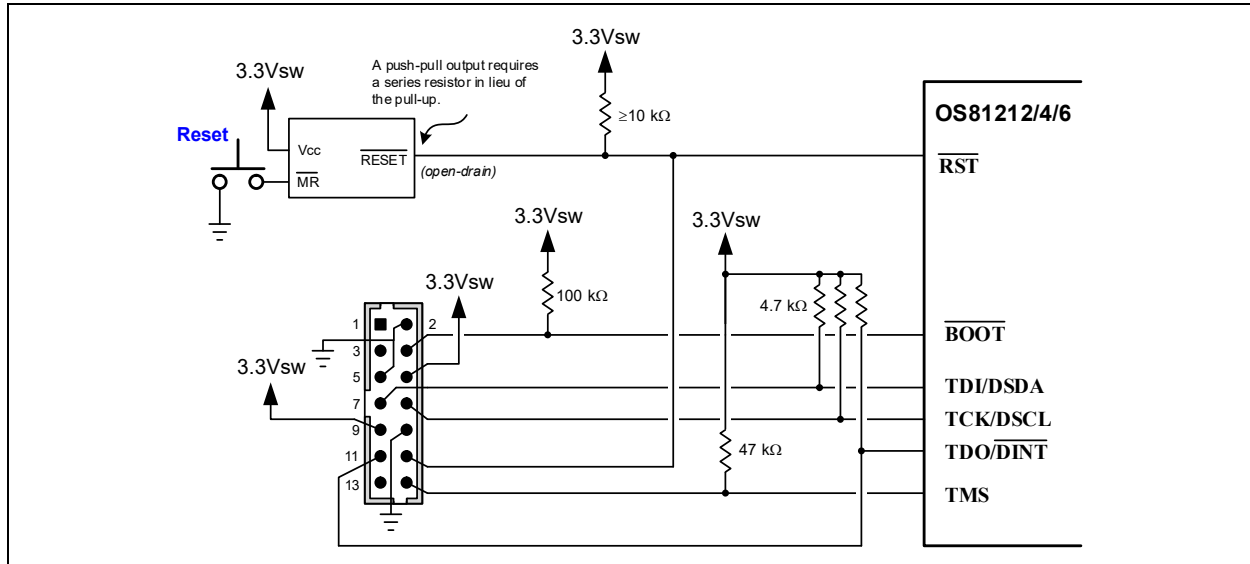 3.3Vsw
A push-pull output requires
a series resistor in lieu of
the pull-up.
3.3Vsw
Reset
Vcc
RESET
MR
(open-drain)
≥10 kΩ
OS81212/4/6
RST
3.3Vsw
3.3Vsw
3.3Vsw
100 kΩ
4.7 kΩ
1
2
3
BOOT
3.3Vsw
5
7
TDI/DSDA
TCK/DSCL
9
11
47 kΩ
TDO/DINT
13
TMS